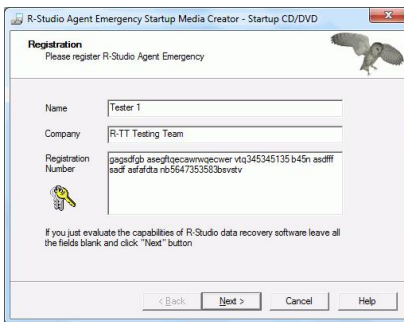 R-Studio Agent Emergency Startup Media Creator - Startup CD/DVD
Registration
Please register R-Studio Agent Emergency
Name
Tester 1
Company
R-TT Testing Team
Registration
Number
gagsdfgb asegftqecawrwqecwer vtq345345135 b45n asdfff
sadf asfafdta nb5647353583bsvstv
If you just evaluate the capabilities of R-Studio data recovery software leave all
the fields blank and click "Next" button
< Back
Next >
Cancel
Help